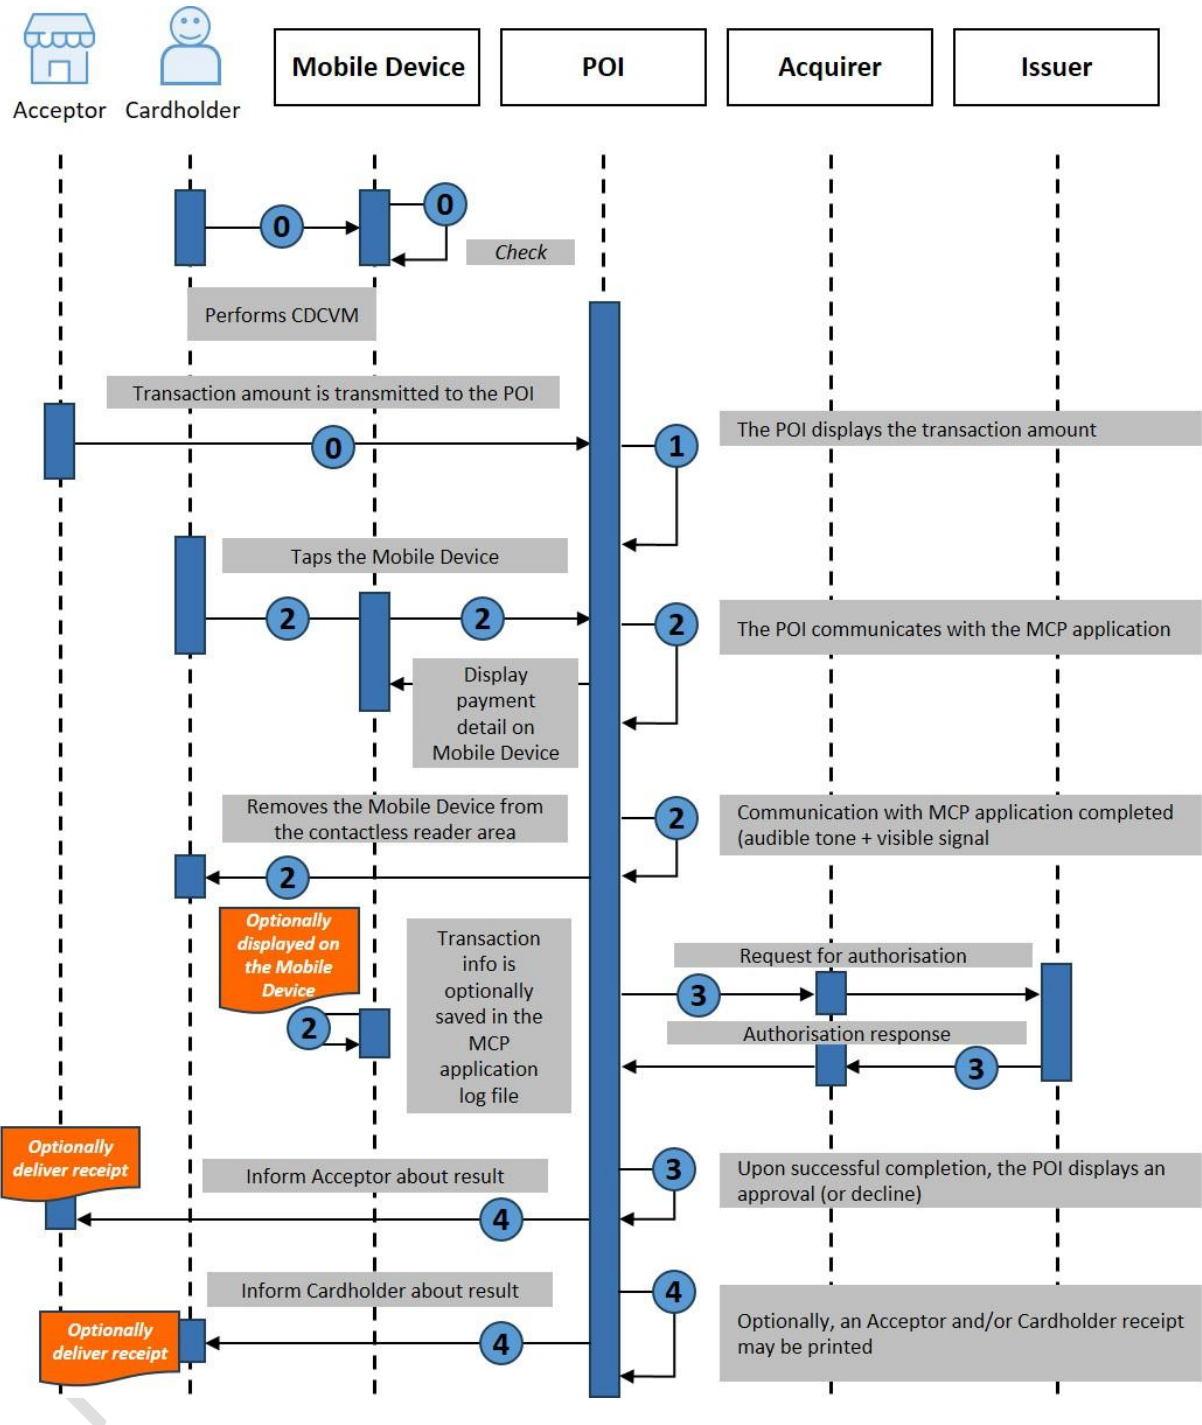 Acceptor
Cardholder
Mobile Device
POI
Acquirer
Issuer
0
0
Check
Performs CDCVM
Transaction amount is transmitted to the POI
0
1
The POI displays the transaction amount
Taps the Mobile Device
2
2
2
The POI communicates with the MCP application
Display
payment
detail on
Mobile Device
Removes the Mobile Device from
the contactless reader area
2
2
Communication with MCP application completed
(audible tone + visible signal
Optionally
displayed on
the Mobile
Device
2
Transaction
info is
optionally
saved in the
MCP
application
log file
Request for authorisation
3
Authorisation response
3
Optionally
deliver receipt
Inform Acceptor about result
4
3
Upon successful completion, the POI displays an
approval (or decline)
Inform Cardholder about result
4
Optionally
deliver receipt
4
Optionally, an Acceptor and/or Cardholder receipt
may be printed